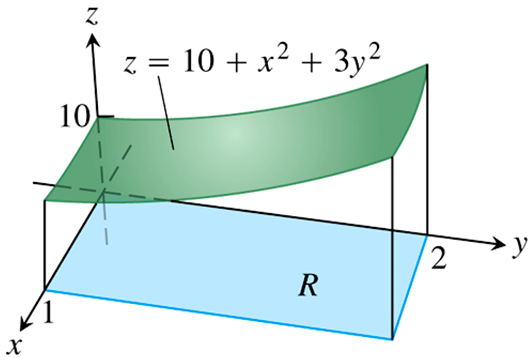 z
z = 10 + x² + 3y²
10
y
2
R
1
x